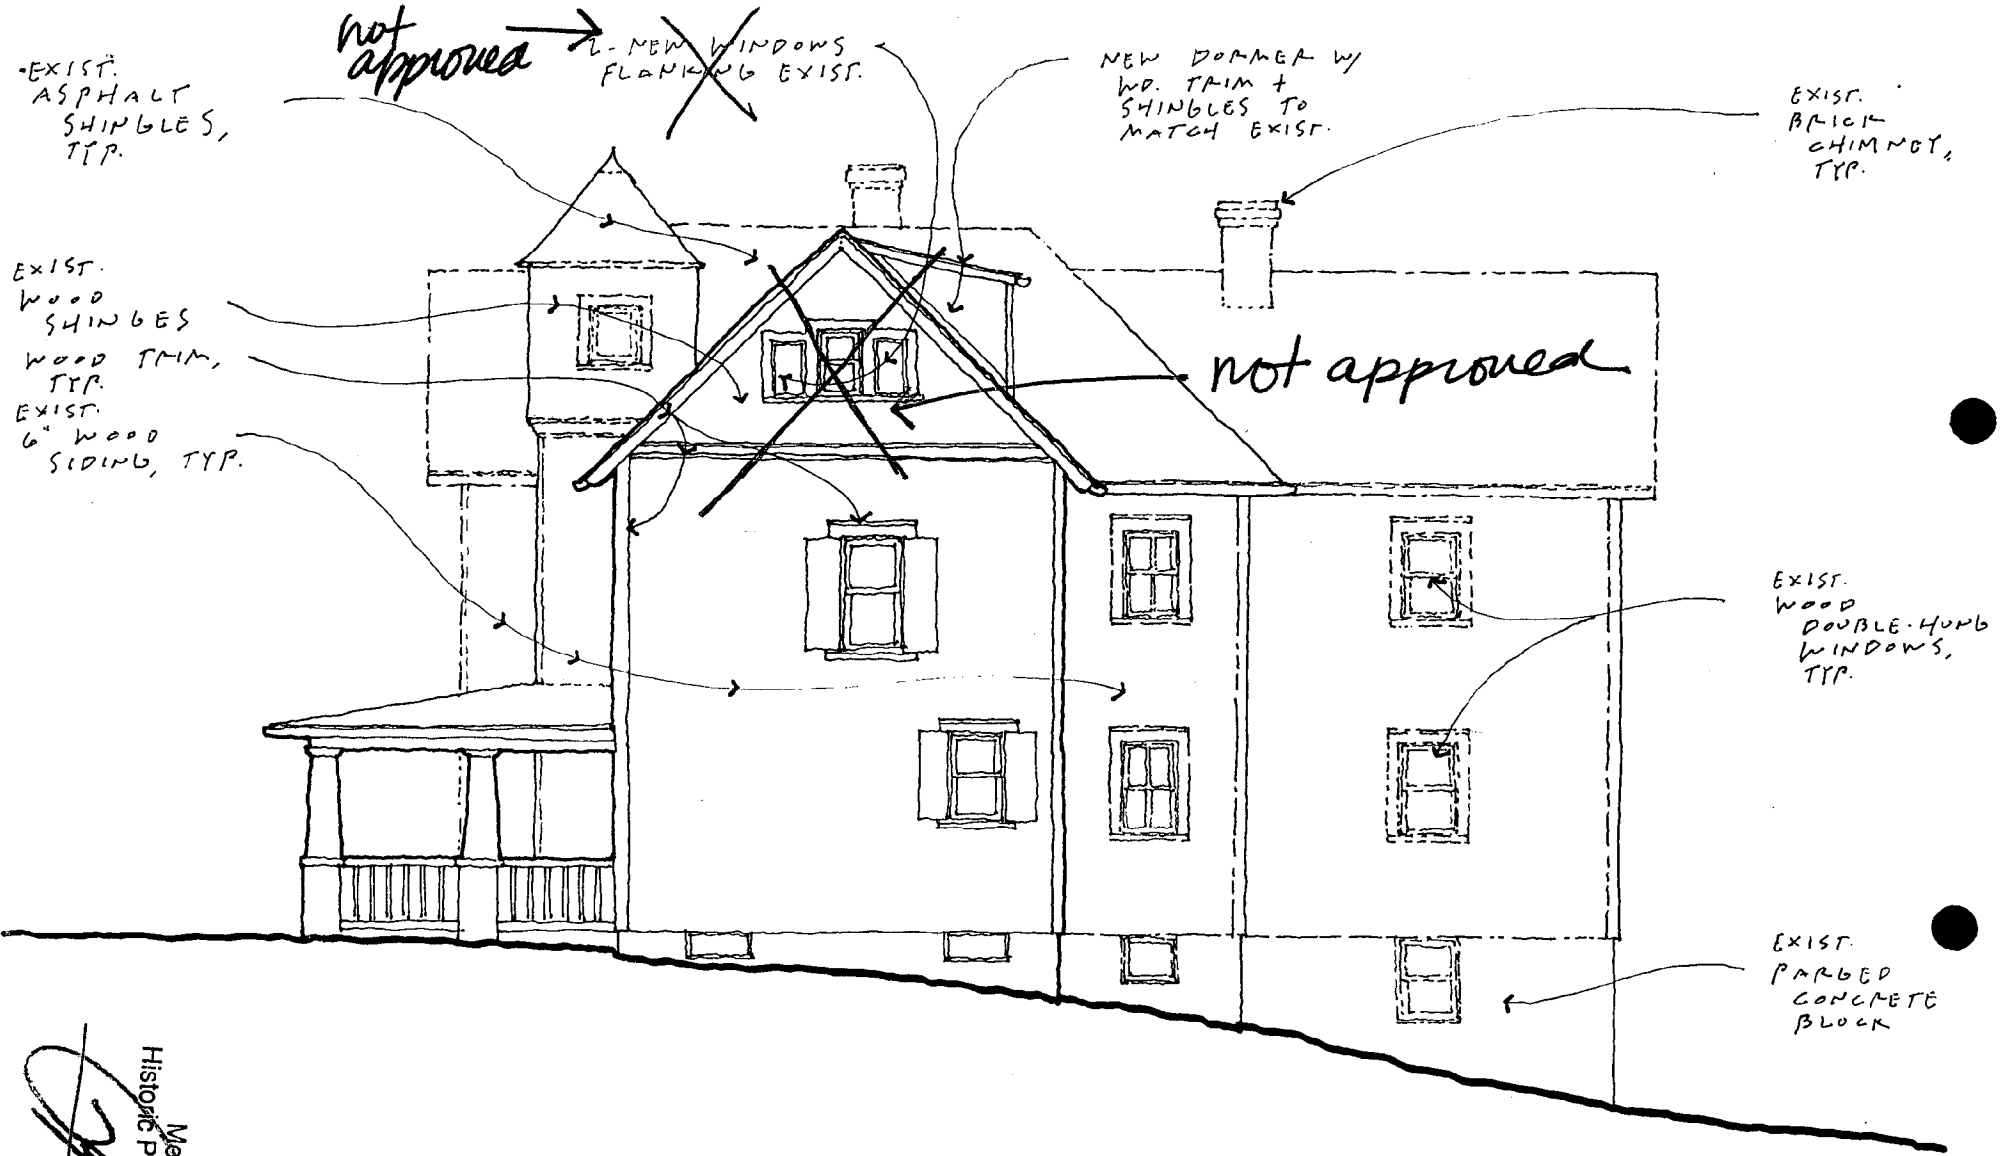 not
approved
2- NEW WINDOWS
FLANKING EXIST.
EXIST.
ASPHALT
SHINGLES,
TYP.
NEW DORMER W/
WD. TRIM +
SHINGLES TO
MATCH EXIST.
EXIST.
BRICK
CHIMNEY,
TYP.
EXIST.
WOOD
SHINGES
WOOD TRIM,
TYP.
EXIST.
6" WOOD
SIDING, TYP.
not approved
EXIST.
WOOD
DOUBLE-HUNG
WINDOWS,
TYP.
EXIST.
PARGED
CONCRETE
BLOCK
Historic P
Me